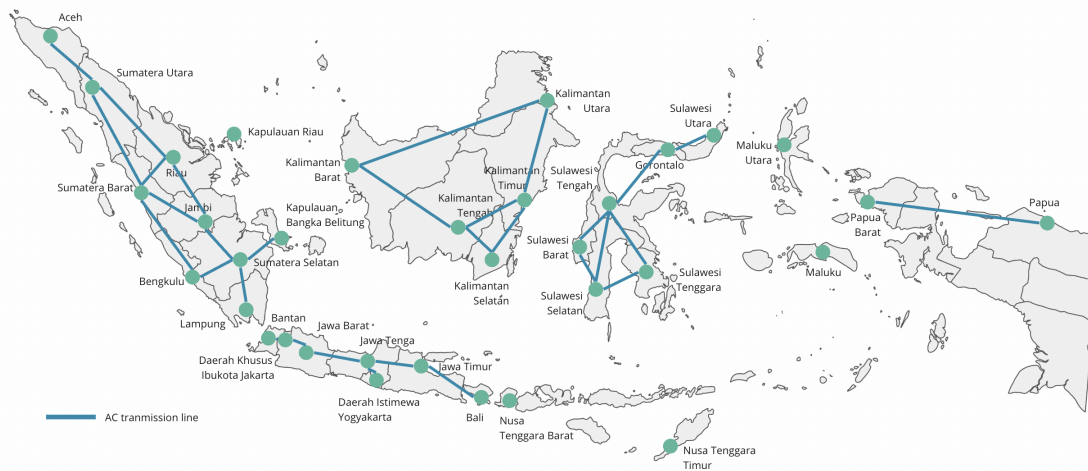 Aceh
Sumatera Utara
Kapulauan Riau
Riau
Sumatera Barat
Jambi
Kapulauan
Bangka Belitung
Sumatera Selatan
Bengkulu
Lampung
Bantan
Jawa Barat
Jawa Tenga
Daerah Khusus
Ibukota Jakarta
Jawa Timur
Daerah Istimewa
Yogyakarta
Bali
Nusa
Tenggara Barat
Nusa Tenggara
Timur
Kalimantan
Utara
Kalimantan
Barat
Kalimantan
Timur
Kalimantan
Tengah
Kalimantan
Selatan
Sulawesi
Utara
Gorontalo
Sulawesi
Tengah
Sulawesi
Barat
Sulawesi
Tenggara
Sulawesi
Selatan
Maluku
Utara
Maluku
Papua
Barat
Papua
AC tranmission line